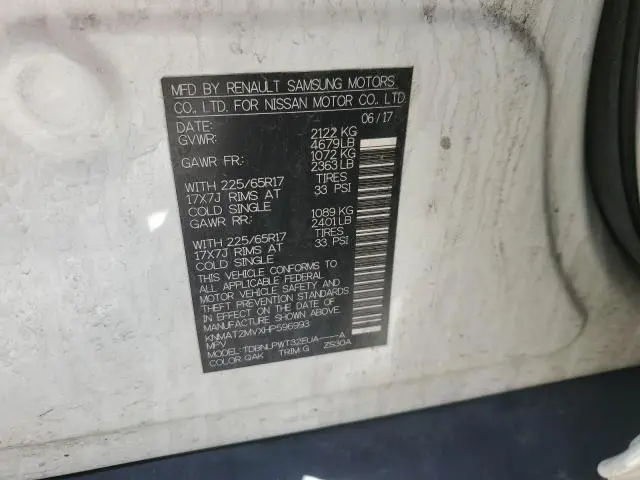 MFD BY RENAULT SAMSUNG MOTORS
CO., LTD. FOR NISSAN MOTOR CO., LTD.
DATE: 06/17
GVWR: 2122 KG
4679LB
GAWR FR: 1072 KG
2363LB
WITH 225/65R17 TIRES
17X7J RIMS AT 33 PSI
COLD SINGLE
GAWR RR: 1089 KG
2401LB
WITH 225/65R17 TIRES
17X7J RIMS AT 33 PSI
COLD SINGLE
THIS VEHICLE CONFORMS TO
ALL APPLICABLE FEDERAL
MOTOR VEHICLE SAFETY AND
THEFT PREVENTION STANDARDS
IN EFFECT ON THE DATE OF
MANUFACTURE SHOWN ABOVE
KNMAT2MVXHP596993
MPV
MODEL: TDBNLPWT32EUA----A
COLOR QAK TRIM G ZS30A